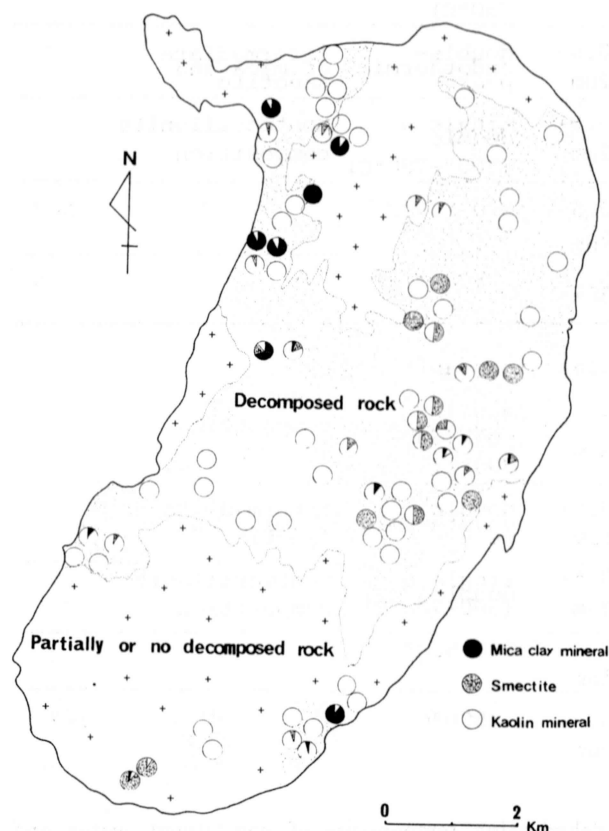 N
Decomposed rock
Partially or no decomposed rock
Mica clay mineral
Smectite
Kaolin mineral
0 2
Km